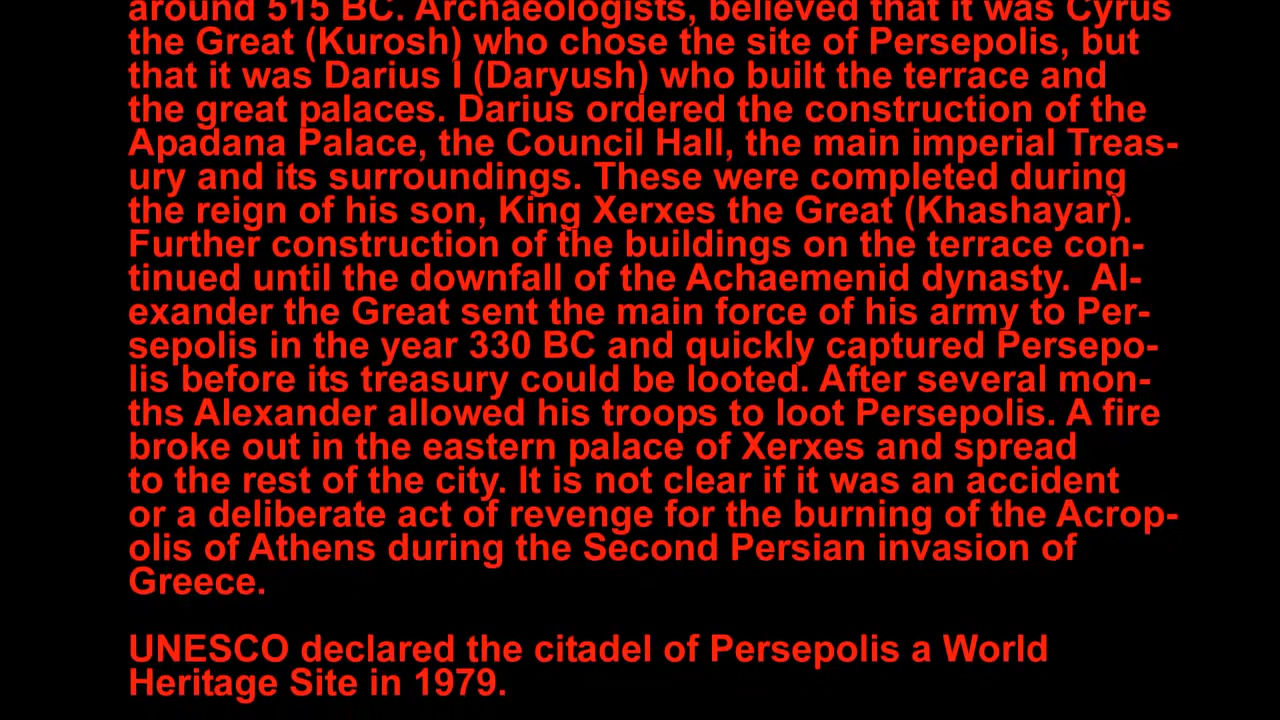 around 515 BC. Archaeologists, believed that it was Cyrus
the Great (Kurosh) who chose the site of Persepolis, but
that it was Darius I (Daryush) who built the terrace and
the great palaces. Darius ordered the construction of the
Apadana Palace, the Council Hall, the main imperial Treas-
ury and its surroundings. These were completed during
the reign of his son, King Xerxes the Great (Khashayar).
Further construction of the buildings on the terrace con-
tinued until the downfall of the Achaemenid dynasty.  Al-
exander the Great sent the main force of his army to Per-
sepolis in the year 330 BC and quickly captured Persepo-
lis before its treasury could be looted. After several mon-
ths Alexander allowed his troops to loot Persepolis. A fire
broke out in the eastern palace of Xerxes and spread
to the rest of the city. It is not clear if it was an accident
or a deliberate act of revenge for the burning of the Acrop-
olis of Athens during the Second Persian invasion of
Greece.
UNESCO declared the citadel of Persepolis a World
Heritage Site in 1979.